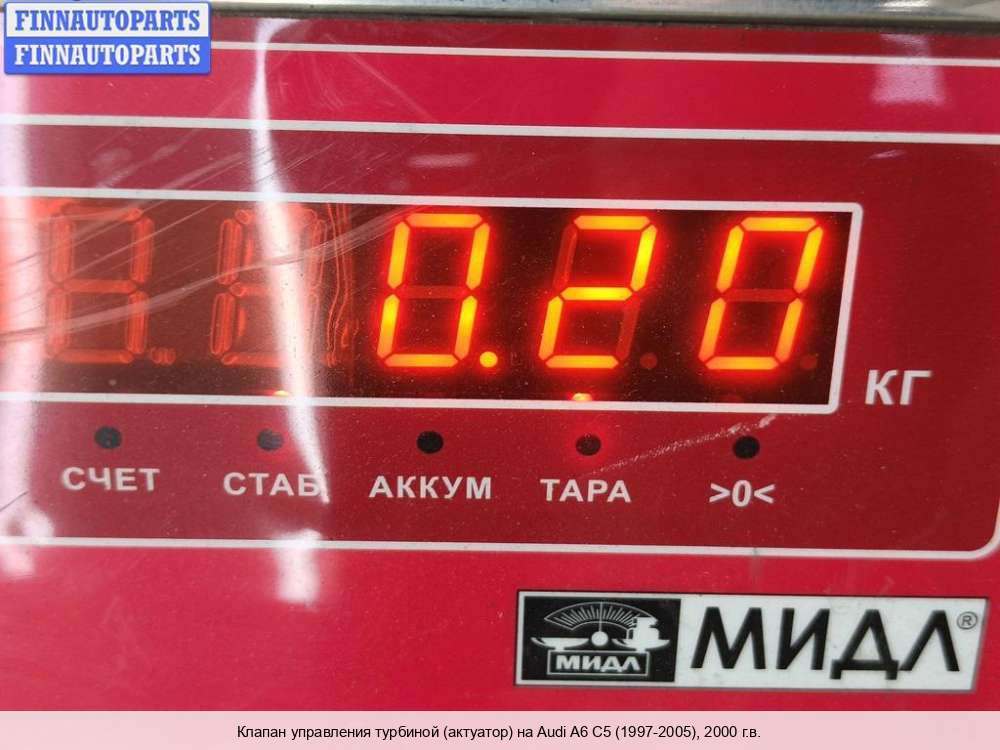 FINNAUTOPARTS
FINNAUTOPARTS
0.20
КГ
СЧЕТ СТАБ. АККУМ ТАРА >0<
МИДЛ МИДЛ®
Клапан управления турбиной (актуатор) на Audi A6 C5 (1997-2005), 2000 г.в.